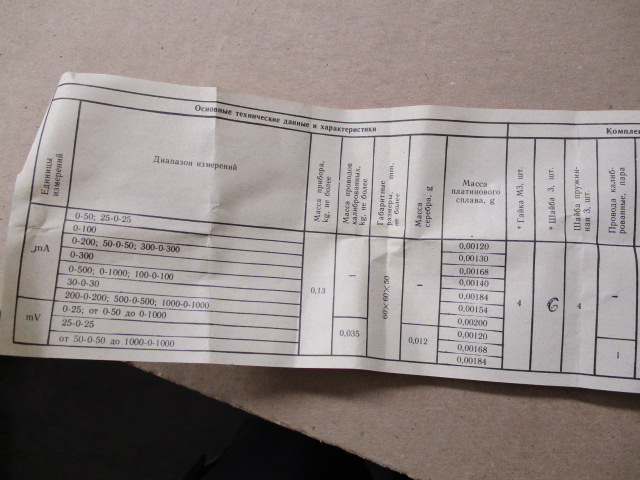 Основные технические данные и характеристики
Единицы измерений
Диапазон измерений
Масса прибора, kg, не более
Масса проводов калиброванных, kg, не более
Габаритные размеры, mm, не более
Масса серебра, g
Масса платинового сплава, g
* Гайка М3, шт.
* Шайба 3, шт.
Шайба пружинная 3, шт.
Провода калиброванные, пара
mA
0-50; 25-0-25
0-100
0-200; 50-0-50; 300-0-300
0-300
0-500; 0-1000; 100-0-100
30-0-30
200-0-200; 500-0-500; 1000-0-1000
mV
0-25; от 0-50 до 0-1000
25-0-25
от 50-0-50 до 1000-0-1000
0,13
–
0,035
60×60×50
–
0,012
0,00120
0,00130
0,00168
0,00140
0,00184
0,00154
0,00200
0,00120
0,00168
0,00184
4
6
4
–
1